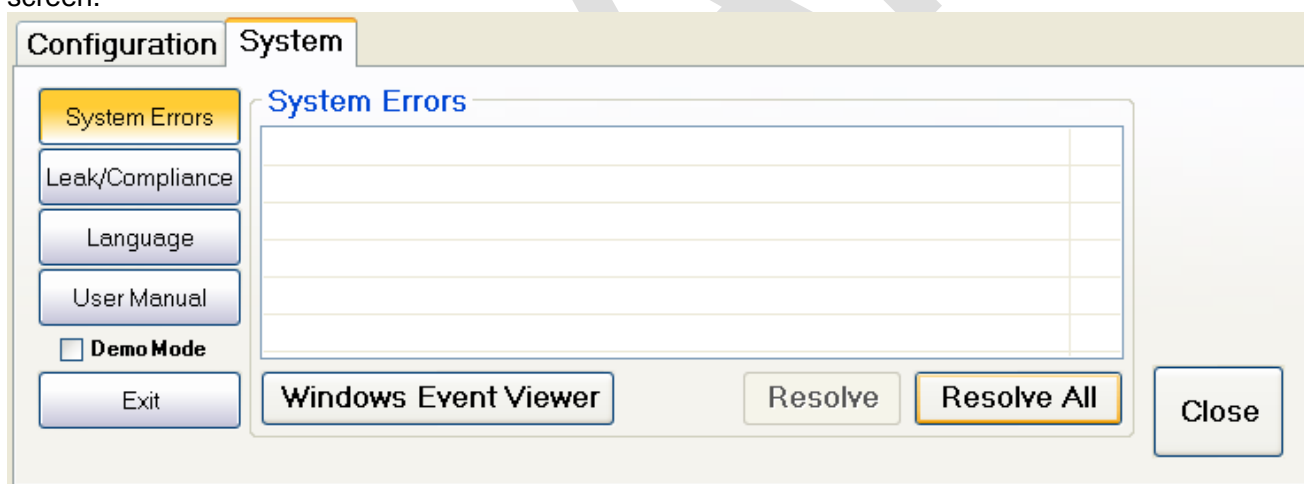 screen.
Configuration System
System Errors
System Errors
Leak/Compliance
Language
User Manual
Demo Mode
Exit
Windows Event Viewer
Resolve
Resolve All
Close